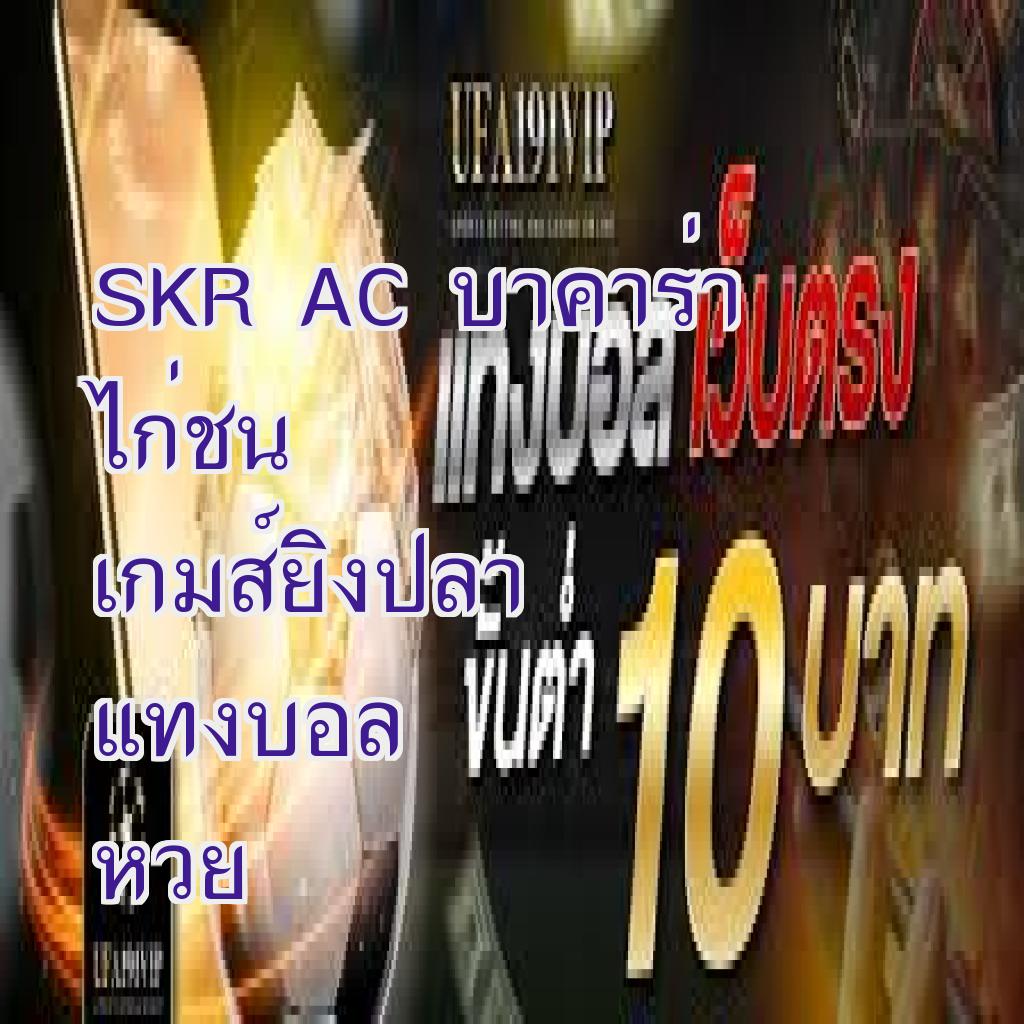 UFA191VIP
SKR AC บาคาร่า
แทงบอล เว็บตรง
ไก่ชน
เกมส์ยิงปลา
ขั้นต่ำ 10 บาท
แทงบอล
หวย
UFA191VIP